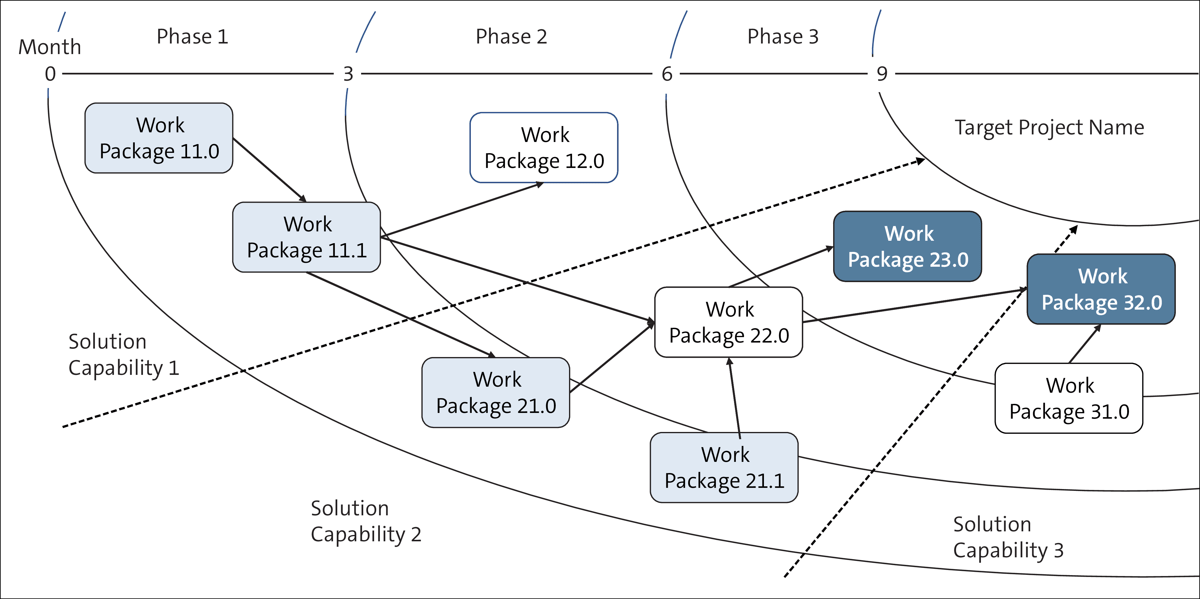 Phase 1
Phase 2
Phase 3
Month
0
3
6
9
Work
Package 11.0
Work
Package 12.0
Target Project Name
Work
Package 11.1
Work
Package 23.0
Work
Package 32.0
Work
Package 22.0
Solution
Capability 1
Work
Package 21.0
Work
Package 31.0
Work
Package 21.1
Solution
Capability 2
Solution
Capability 3